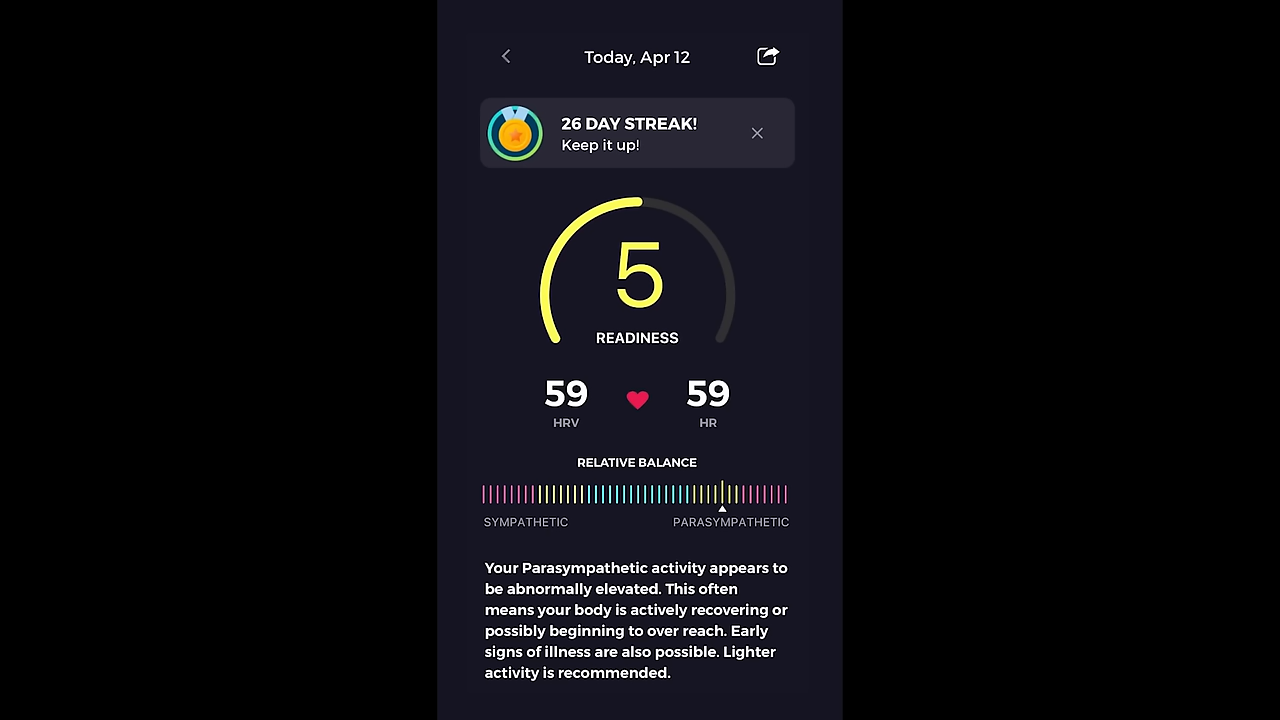 Today, Apr 12
26 DAY STREAK!
Keep it up!
5
READINESS
59 59
HRV HR
RELATIVE BALANCE
SYMPATHETIC PARASYMPATHETIC
Your Parasympathetic activity appears to
be abnormally elevated. This often
means your body is actively recovering or
possibly beginning to over reach. Early
signs of illness are also possible. Lighter
activity is recommended.